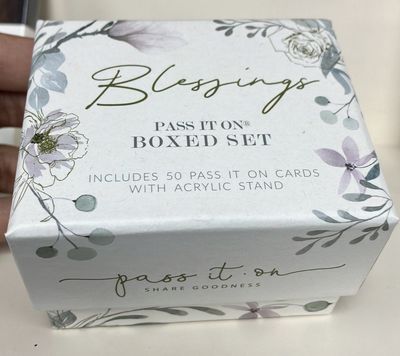 Blessings
PASS IT ON®
BOXED SET
INCLUDES 50 PASS IT ON CARDS
WITH ACRYLIC STAND
pass it on
SHARE GOODNESS